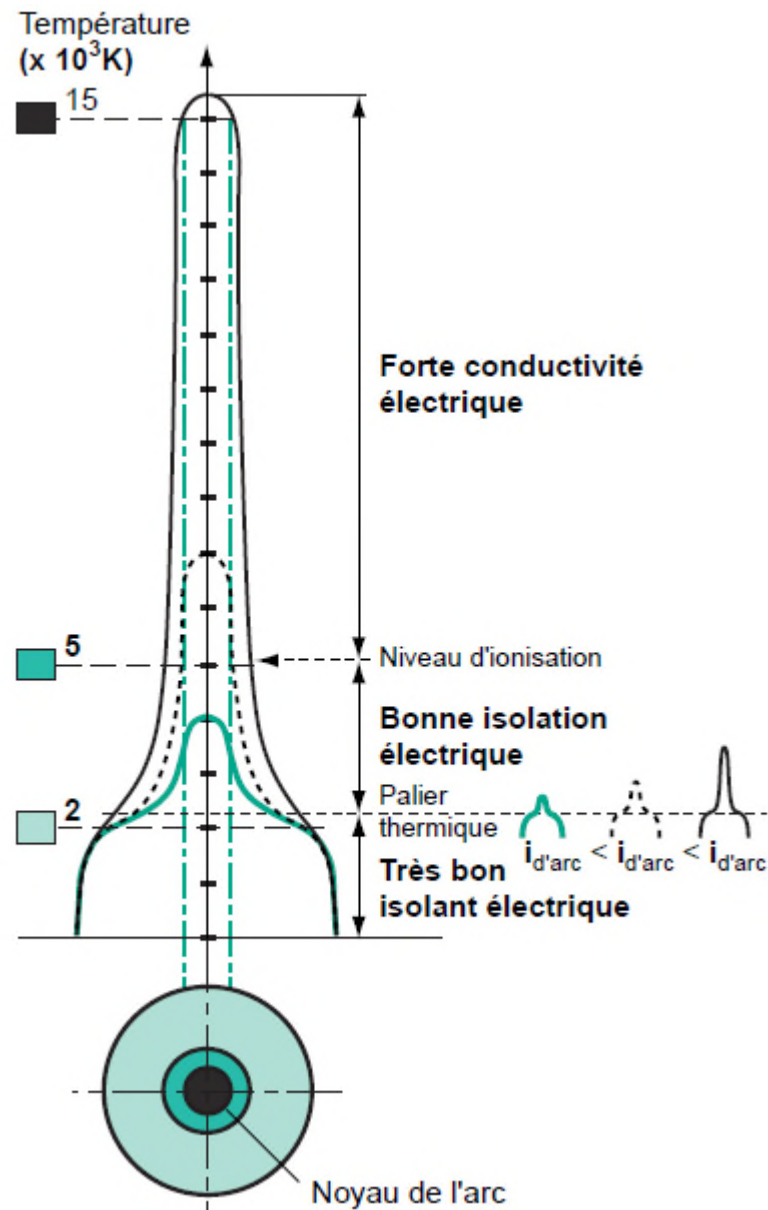 Température
(x 10³K)
15
Forte conductivité
électrique
5
Niveau d'ionisation
Bonne isolation
électrique
Palier
thermique
2
i d'arc < i d'arc < i d'arc
Très bon
isolant électrique
Noyau de l'arc